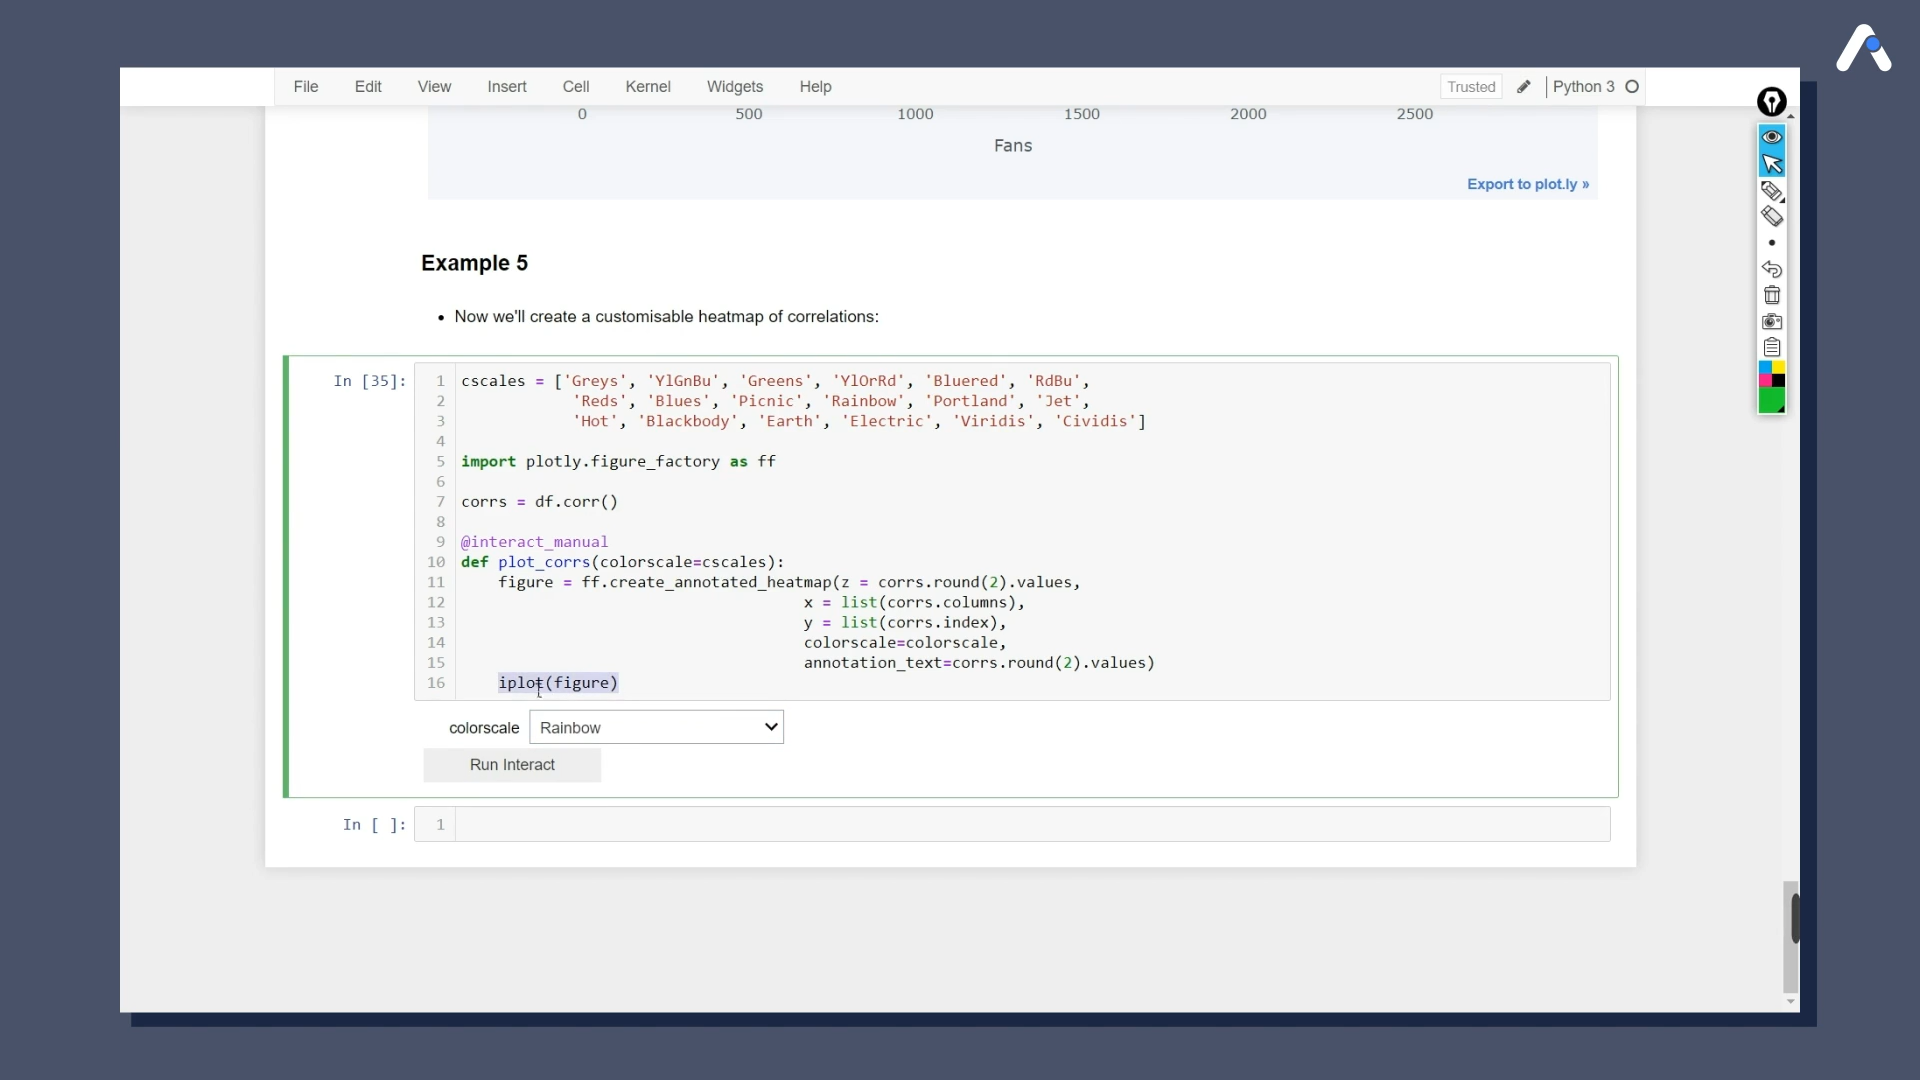 File Edit View Insert Cell Kernel Widgets Help Trusted Python 3
0 500 1000 1500 2000 2500
Fans
Export to plot.ly »
Example 5
• Now we'll create a customisable heatmap of correlations:
In [35]:
1 cscales = ['Greys', 'YlGnBu', 'Greens', 'YlOrRd', 'Bluered', 'RdBu',
2 'Reds', 'Blues', 'Picnic', 'Rainbow', 'Portland', 'Jet',
3 'Hot', 'Blackbody', 'Earth', 'Electric', 'Viridis', 'Cividis']
4
5 import plotly.figure_factory as ff
6
7 corrs = df.corr()
8
9 @interact_manual
10 def plot_corrs(colorscale=cscales):
11 figure = ff.create_annotated_heatmap(z = corrs.round(2).values,
12 x = list(corrs.columns),
13 y = list(corrs.index),
14 colorscale=colorscale,
15 annotation_text=corrs.round(2).values)
16 iplot(figure)
colorscale Rainbow
Run Interact
In [ ]: 1